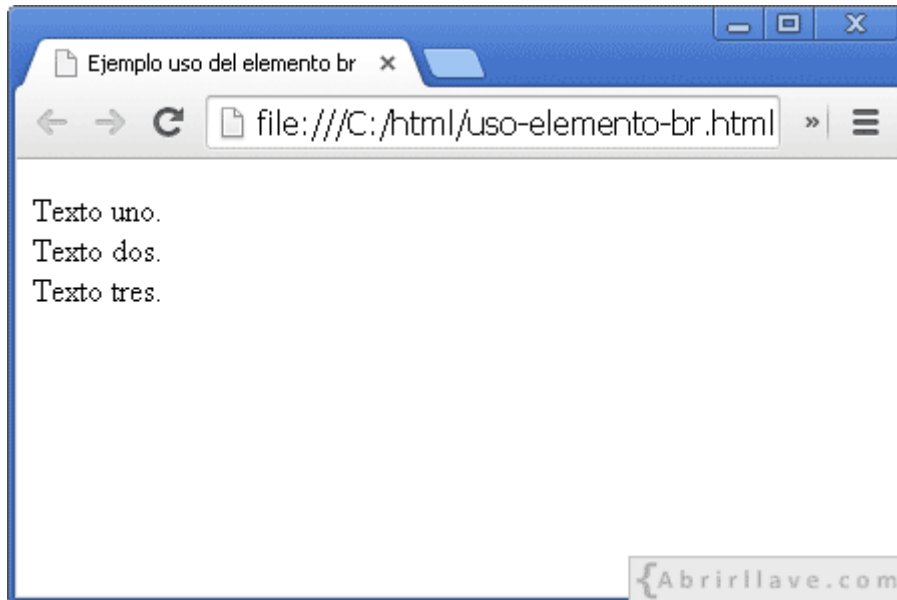 Ejemplo uso del elemento br
file:///C:/html/uso-elemento-br.html
Texto uno.
Texto dos.
Texto tres.
{Abrirllave.com